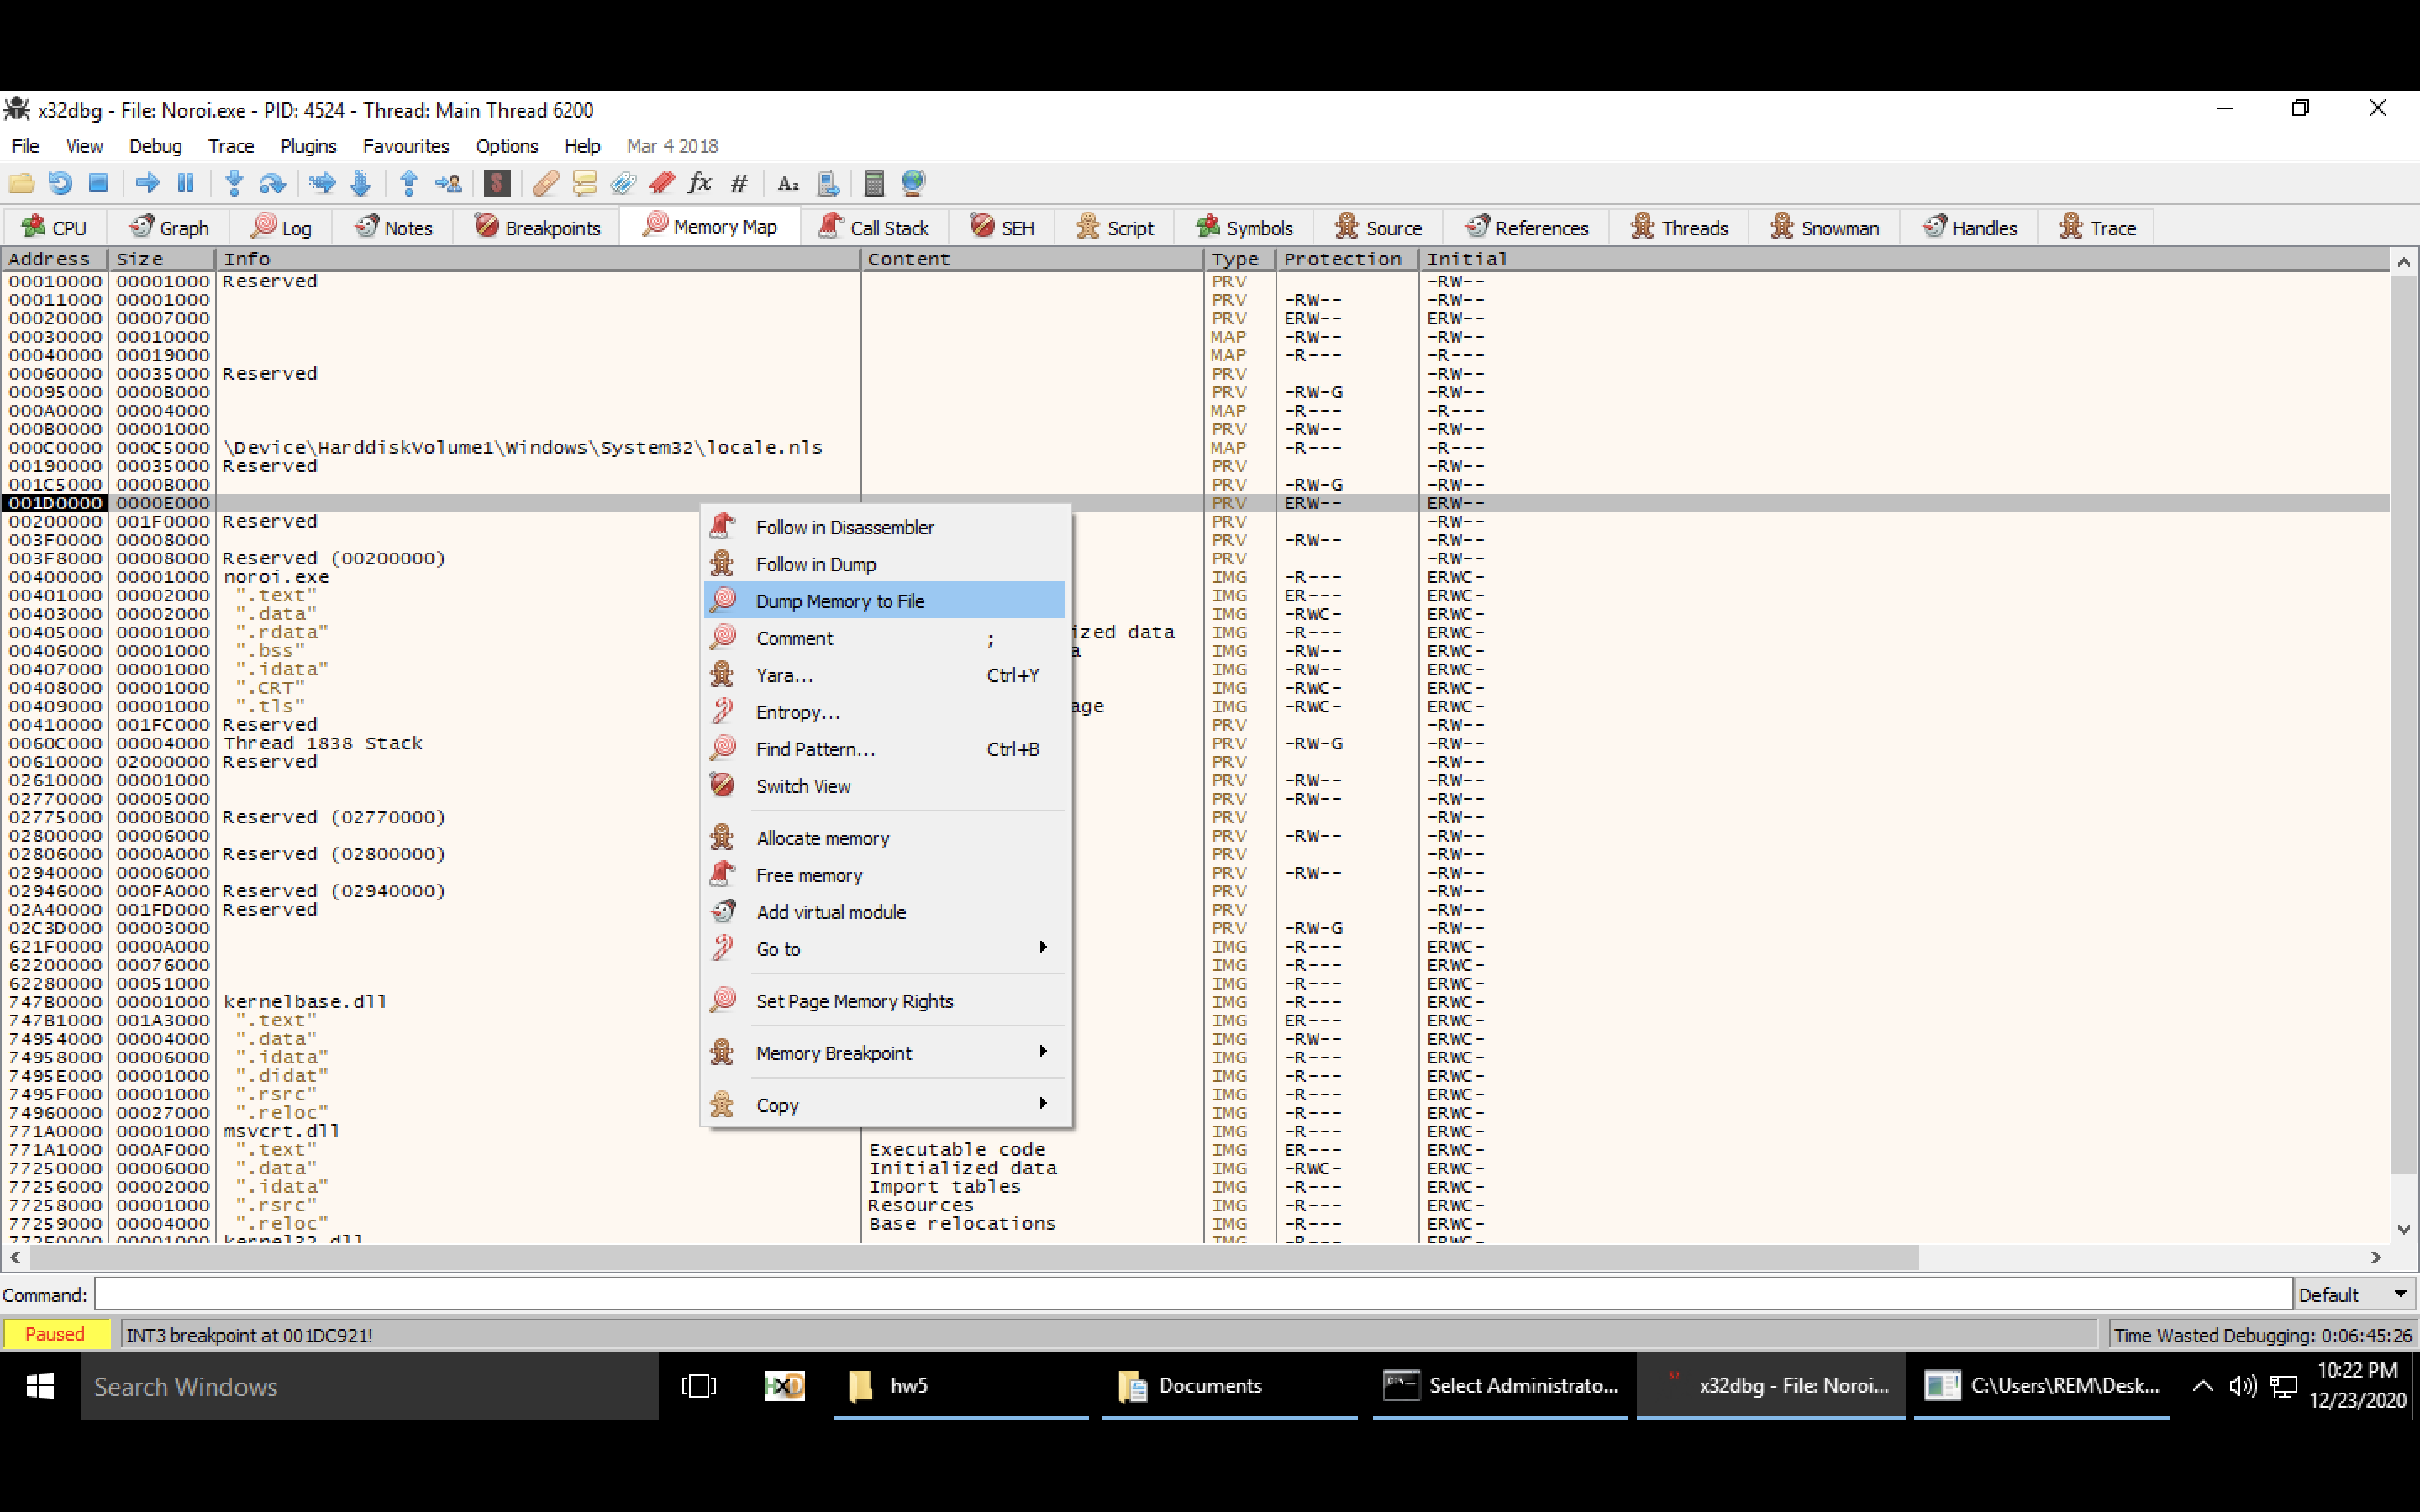 x32dbg - File: Noroi.exe - PID: 4524 - Thread: Main Thread 6200
File View Debug Trace Plugins Favourites Options Help Mar 4 2018
CPU Graph Log Notes Breakpoints Memory Map Call Stack SEH Script Symbols Source References Threads Snowman Handles Trace
Address Size Info Content Type Protection Initial
00010000 00001000 Reserved PRV -RW--
00011000 00001000 PRV -RW-- -RW--
00020000 00007000 PRV ERW-- ERW--
00030000 00010000 MAP -RW-- -RW--
00040000 00019000 MAP -R--- -R---
00060000 00035000 Reserved PRV -RW--
00095000 0000B000 PRV -RW-G -RW--
000A0000 00004000 MAP -R--- -R---
000B0000 00001000 PRV -RW-- -RW--
000C0000 000C5000 \Device\HarddiskVolume1\Windows\System32\locale.nls MAP -R--- -R---
00190000 00035000 Reserved PRV -RW--
001C5000 0000B000 PRV -RW-G -RW--
001D0000 0000E000 PRV ERW-- ERW--
00200000 001F0000 Reserved PRV -RW--
003F0000 00008000 PRV -RW-- -RW--
003F8000 00008000 Reserved (00200000) PRV -RW--
00400000 00001000 noroi.exe IMG -R--- ERWC-
00401000 00002000 ".text" IMG ER--- ERWC-
00403000 00002000 ".data" IMG -RWC- ERWC-
00405000 00001000 ".rdata" ized data IMG -R--- ERWC-
00406000 00001000 ".bss" a IMG -RW-- ERWC-
00407000 00001000 ".idata" IMG -RW-- ERWC-
00408000 00001000 ".CRT" IMG -RWC- ERWC-
00409000 00001000 ".tls" age IMG -RWC- ERWC-
00410000 001FC000 Reserved PRV -RW--
0060C000 00004000 Thread 1838 Stack PRV -RW-G -RW--
00610000 02000000 Reserved PRV -RW--
02610000 00001000 PRV -RW-- -RW--
02770000 00005000 PRV -RW-- -RW--
02775000 0000B000 Reserved (02770000) PRV -RW--
02800000 00006000 PRV -RW-- -RW--
02806000 0000A000 Reserved (02800000) PRV -RW--
02940000 00006000 PRV -RW-- -RW--
02946000 000FA000 Reserved (02940000) PRV -RW--
02A40000 001FD000 Reserved PRV -RW--
02C3D000 00003000 PRV -RW-G -RW--
621F0000 0000A000 IMG -R--- ERWC-
62200000 00076000 IMG -R--- ERWC-
62280000 00051000 IMG -R--- ERWC-
747B0000 00001000 kernelbase.dll IMG -R--- ERWC-
747B1000 001A3000 ".text" IMG ER--- ERWC-
74954000 00004000 ".data" IMG -RW-- ERWC-
74958000 00006000 ".idata" IMG -R--- ERWC-
7495E000 00001000 ".didat" IMG -R--- ERWC-
7495F000 00001000 ".rsrc" IMG -R--- ERWC-
74960000 00027000 ".reloc" IMG -R--- ERWC-
771A0000 00001000 msvcrt.dll IMG -R--- ERWC-
771A1000 000AF000 ".text" Executable code IMG ER--- ERWC-
77250000 00006000 ".data" Initialized data IMG -RWC- ERWC-
77256000 00002000 ".idata" Import tables IMG -R--- ERWC-
77258000 00001000 ".rsrc" Resources IMG -R--- ERWC-
77259000 00004000 ".reloc" Base relocations IMG -R--- ERWC-
Follow in Disassembler
Follow in Dump
Dump Memory to File
Comment ;
Yara... Ctrl+Y
Entropy...
Find Pattern... Ctrl+B
Switch View
Allocate memory
Free memory
Add virtual module
Go to
Set Page Memory Rights
Memory Breakpoint
Copy
Command: Default
Paused INT3 breakpoint at 001DC921! Time Wasted Debugging: 0:06:45:26
Search Windows HxD hw5 Documents Select Administrato... x32dbg - File: Noroi... C:\Users\REM\Desk... 10:22 PM
12/23/2020